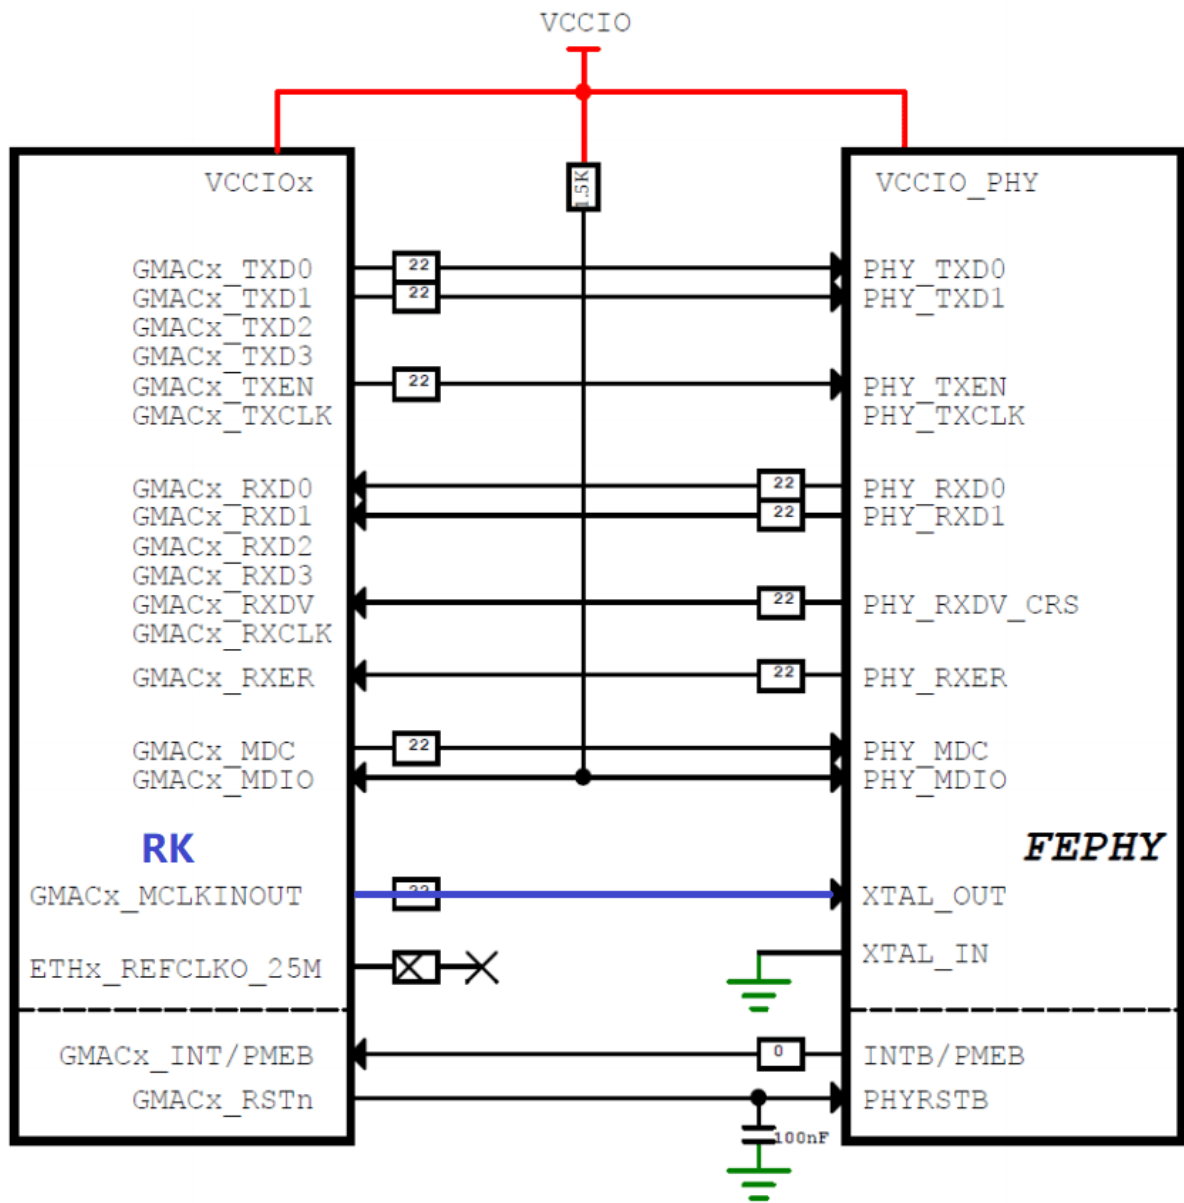 VCCIO
VCCIOx
1.5K
VCCIO_PHY
GMACx_TXD0
22
PHY_TXD0
GMACx_TXD1
22
PHY_TXD1
GMACx_TXD2
GMACx_TXD3
GMACx_TXEN
22
PHY_TXEN
GMACx_TXCLK
PHY_TXCLK
GMACx_RXD0
22
PHY_RXD0
GMACx_RXD1
22
PHY_RXD1
GMACx_RXD2
GMACx_RXD3
GMACx_RXDV
22
PHY_RXDV_CRS
GMACx_RXCLK
GMACx_RXER
22
PHY_RXER
GMACx_MDC
22
PHY_MDC
GMACx_MDIO
PHY_MDIO
RK
FEPHY
GMACx_MCLKINOUT
22
XTAL_OUT
XTAL_IN
ETHx_REFCLKO_25M
GMACx_INT/PMEB
0
INTB/PMEB
GMACx_RSTn
PHYRSTB
100nF